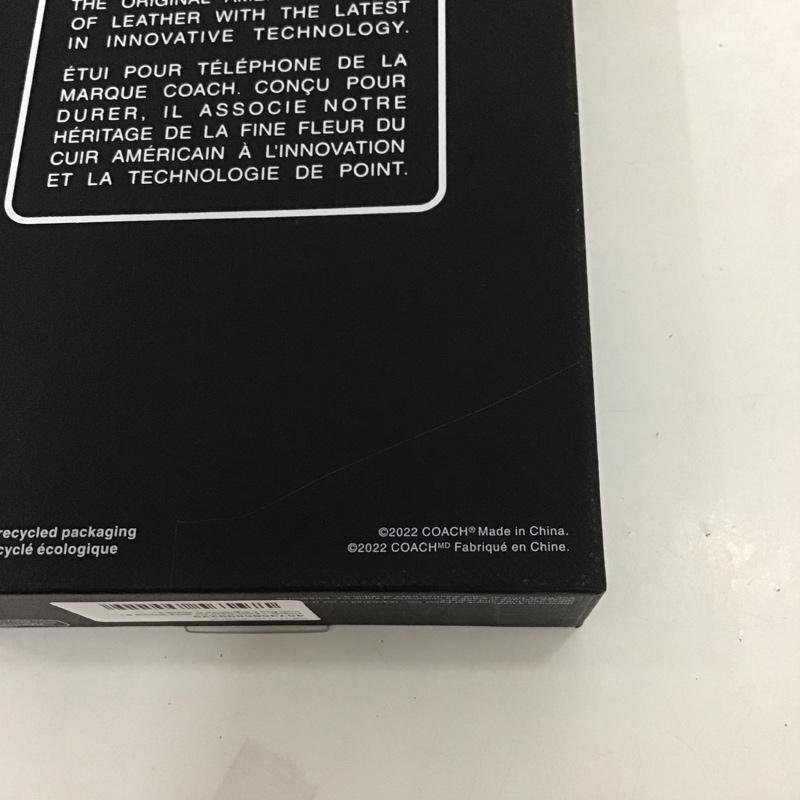 THE ORIGINAL
OF LEATHER WITH THE LATEST
IN INNOVATIVE TECHNOLOGY.
ÉTUI POUR TÉLÉPHONE DE LA
MARQUE COACH. CONÇU POUR
DURER, IL ASSOCIE NOTRE
HÉRITAGE DE LA FINE FLEUR DU
CUIR AMÉRICAIN À L'INNOVATION
ET LA TECHNOLOGIE DE POINT.
recycled packaging
cyclé écologique
©2022 COACH® Made in China.
©2022 COACHᴹᴰ Fabriqué en Chine.